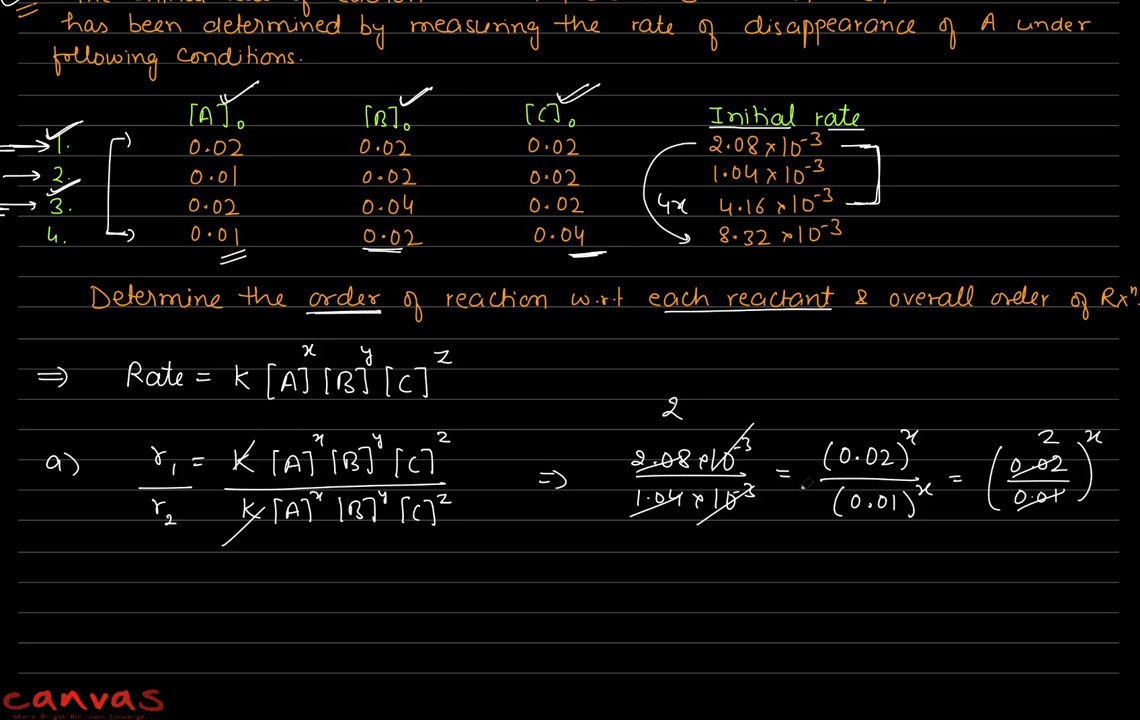 has been determined by measuring the rate of disappearance of A under
following conditions.
[A]₀ [B]₀ [C]₀ Initial rate
1. 0.02 0.02 0.02 2.08 × 10⁻³
2. 0.01 0.02 0.02 1.04 × 10⁻³
3. 0.02 0.04 0.02 4x 4.16 × 10⁻³
4. 0.01 0.02 0.04 8.32 × 10⁻³
Determine the order of reaction w.r.t each reactant & overall order of Rxⁿ.
⇒ Rate = K [A]ˣ [B]ʸ [C]ᶻ
a) r₁/r₂ = K [A]ˣ [B]ʸ [C]ᶻ / K [A]ˣ [B]ʸ [C]ᶻ ⇒ 2 2.08 × 10⁻³ / 1.04 × 10⁻³ = (0.02)ˣ / (0.01)ˣ = (2 0.02 / 0.01)ˣ
canvas